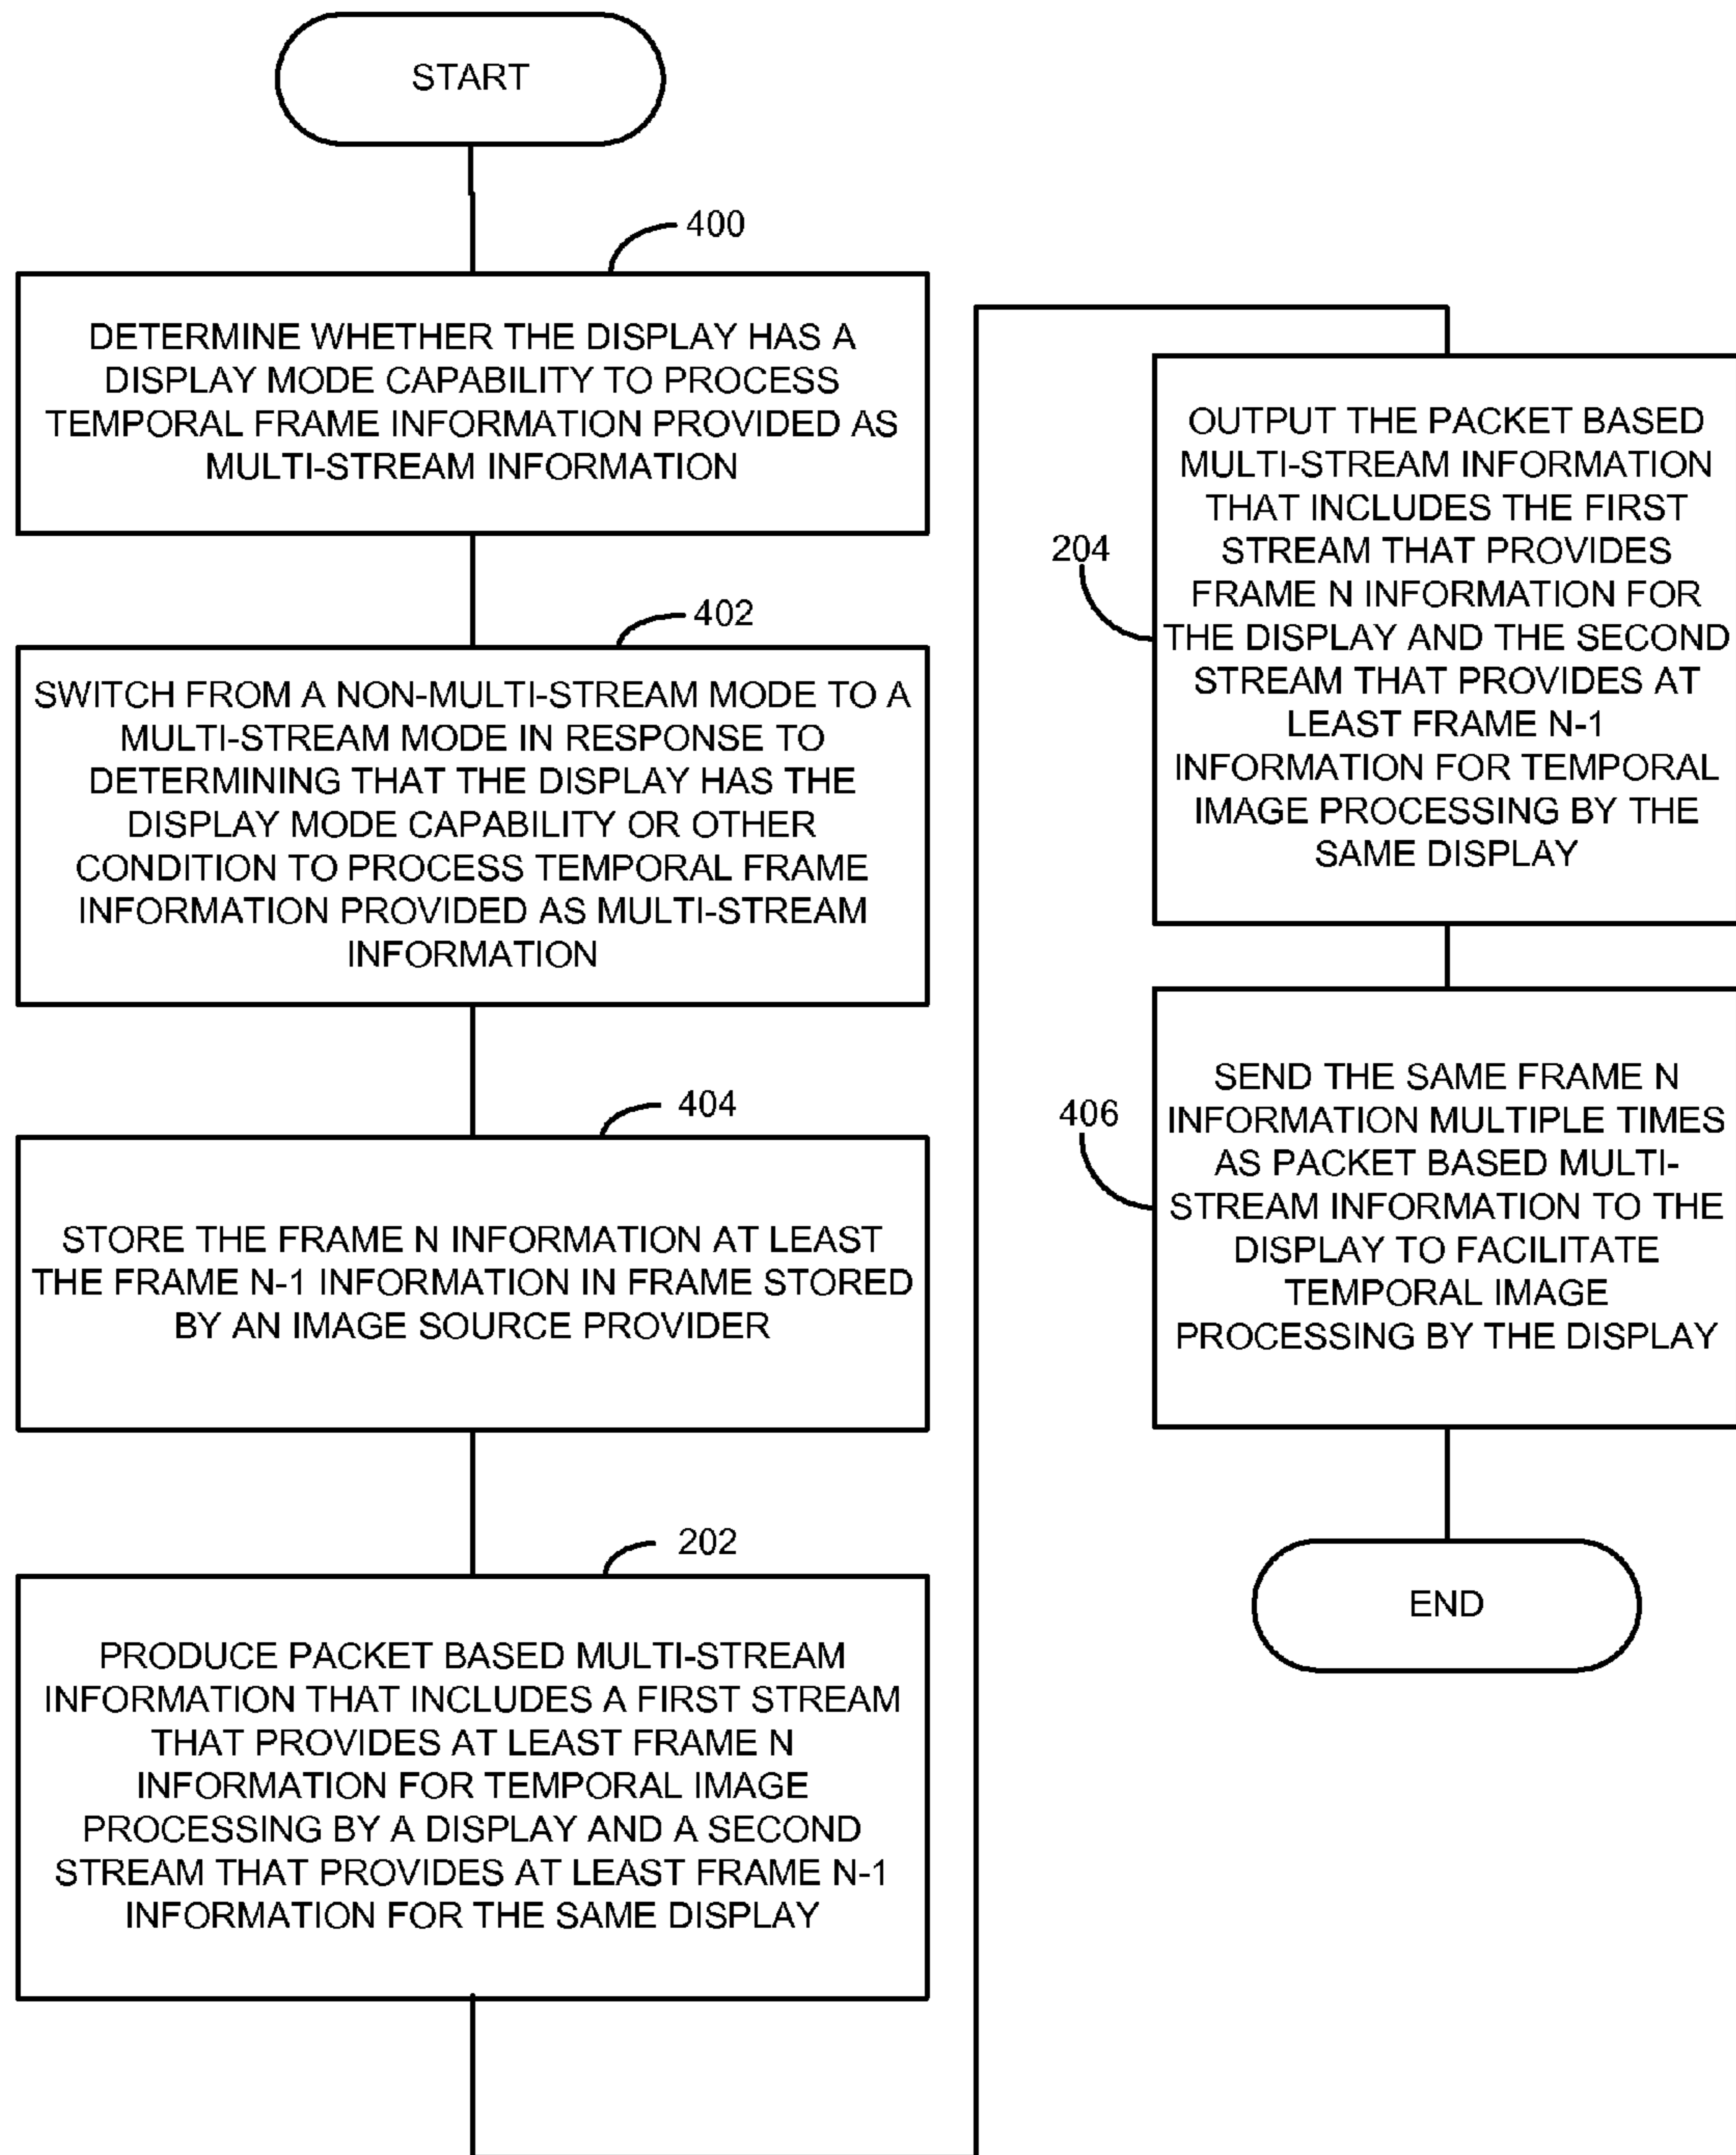 START
400
DETERMINE WHETHER THE DISPLAY HAS A
DISPLAY MODE CAPABILITY TO PROCESS
TEMPORAL FRAME INFORMATION PROVIDED AS
MULTI-STREAM INFORMATION
402
SWITCH FROM A NON-MULTI-STREAM MODE TO A
MULTI-STREAM MODE IN RESPONSE TO
DETERMINING THAT THE DISPLAY HAS THE
DISPLAY MODE CAPABILITY OR OTHER
CONDITION TO PROCESS TEMPORAL FRAME
INFORMATION PROVIDED AS MULTI-STREAM
INFORMATION
404
STORE THE FRAME N INFORMATION AT LEAST
THE FRAME N-1 INFORMATION IN FRAME STORED
BY AN IMAGE SOURCE PROVIDER
202
PRODUCE PACKET BASED MULTI-STREAM
INFORMATION THAT INCLUDES A FIRST STREAM
THAT PROVIDES AT LEAST FRAME N
INFORMATION FOR TEMPORAL IMAGE
PROCESSING BY A DISPLAY AND A SECOND
STREAM THAT PROVIDES AT LEAST FRAME N-1
INFORMATION FOR THE SAME DISPLAY
204
OUTPUT THE PACKET BASED
MULTI-STREAM INFORMATION
THAT INCLUDES THE FIRST
STREAM THAT PROVIDES
FRAME N INFORMATION FOR
THE DISPLAY AND THE SECOND
STREAM THAT PROVIDES AT
LEAST FRAME N-1
INFORMATION FOR TEMPORAL
IMAGE PROCESSING BY THE
SAME DISPLAY
406
SEND THE SAME FRAME N
INFORMATION MULTIPLE TIMES
AS PACKET BASED MULTI-
STREAM INFORMATION TO THE
DISPLAY TO FACILITATE
TEMPORAL IMAGE
PROCESSING BY THE DISPLAY
END